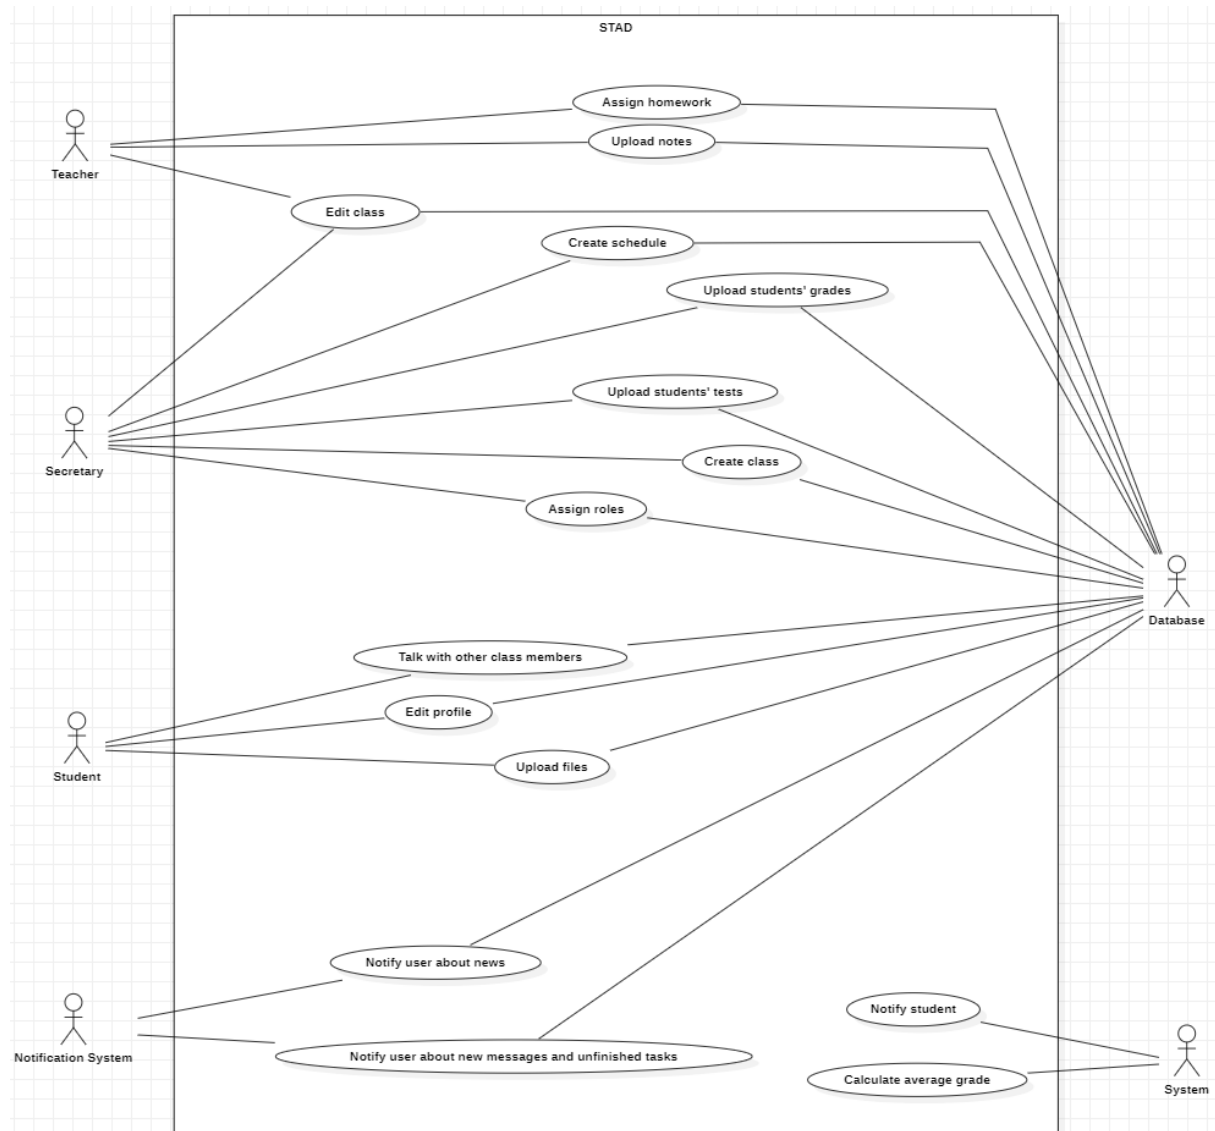 STAD
Assign homework
Teacher
Upload notes
Edit class
Create schedule
Upload students' grades
Upload students' tests
Secretary
Create class
Assign roles
Database
Talk with other class members
Edit profile
Student
Upload files
Notify user about news
Notify student
Notification System
Notify user about new messages and unfinished tasks
Calculate average grade
System